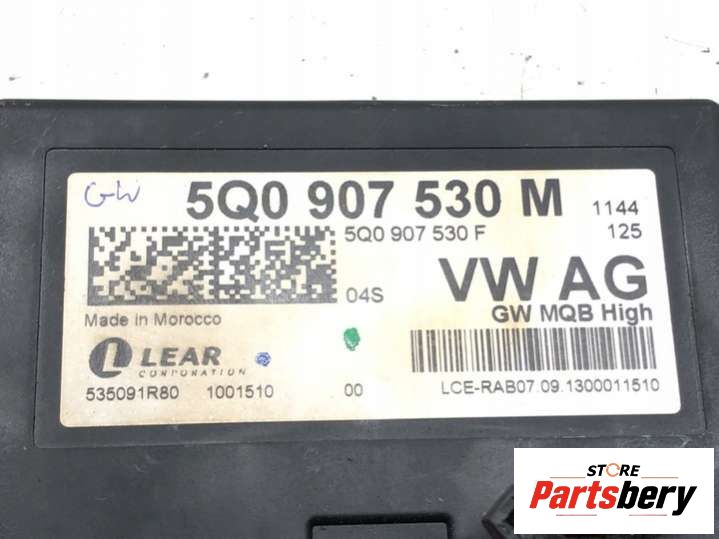 GW
5Q0 907 530 M
1144
5Q0 907 530 F
125
04S
VW AG
GW MQB High
Made in Morocco
LEAR
CORPORATION
535091R80 1001510 00
LCE-RAB07.09.1300011510
STORE
Partsbery